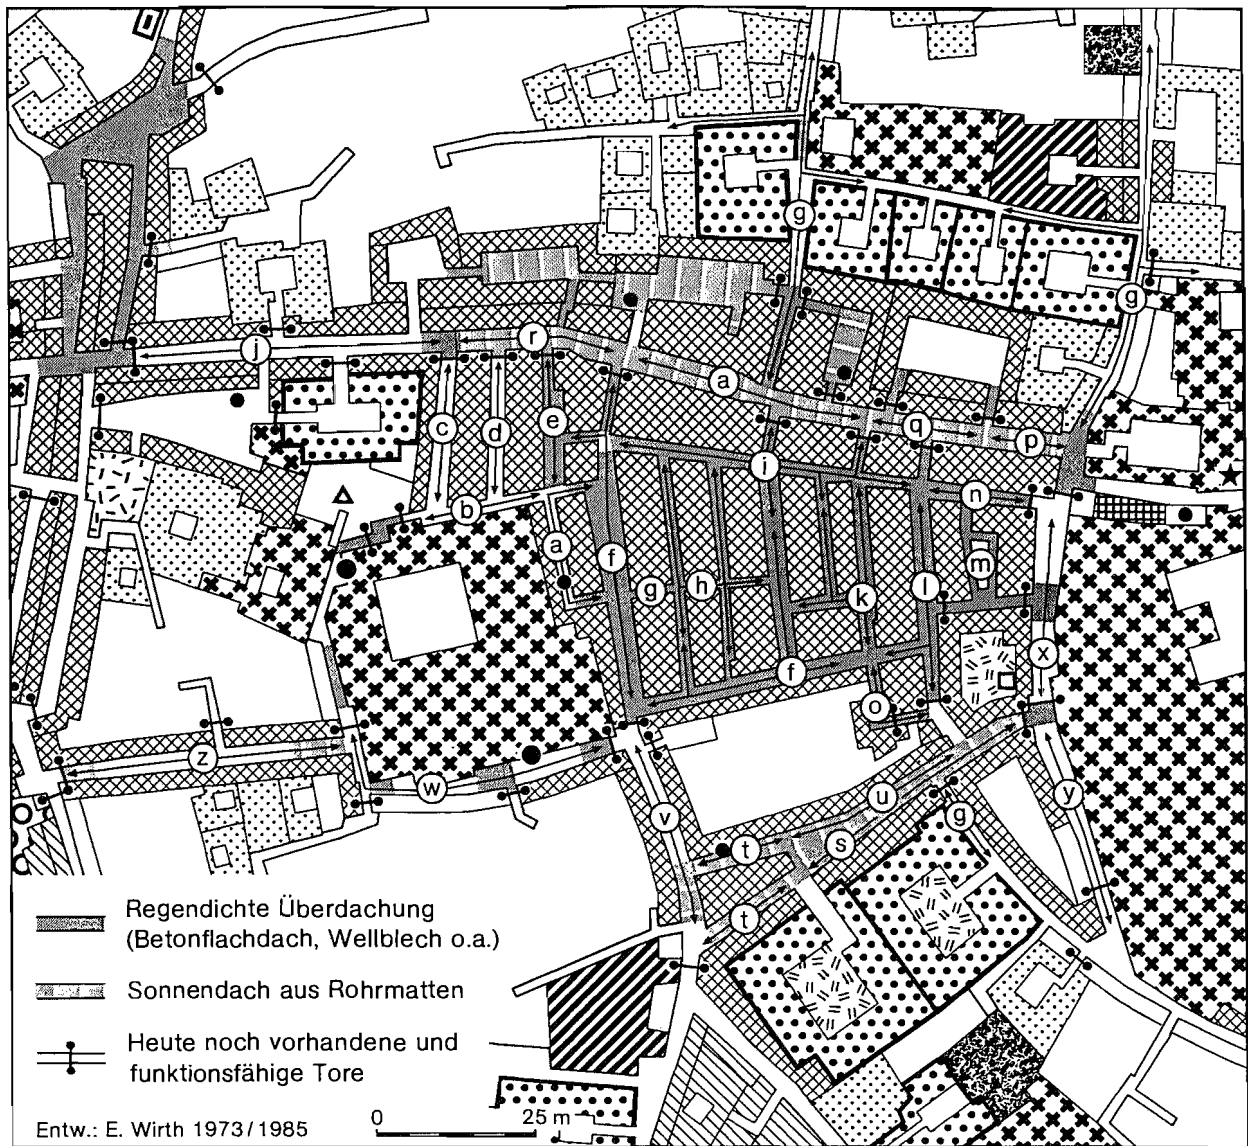 g
g
j
r
a
c
d
e
q
p
i
n
b
a
f
g
h
k
l
m
f
x
o
z
w
v
u
y
t
s
g
t
Regendichte Überdachung
(Betonflachdach, Wellblech o.a.)
Sonnendach aus Rohrmatten
Heute noch vorhandene und
funktionsfähige Tore
Entw.: E. Wirth 1973/1985
0 25 m